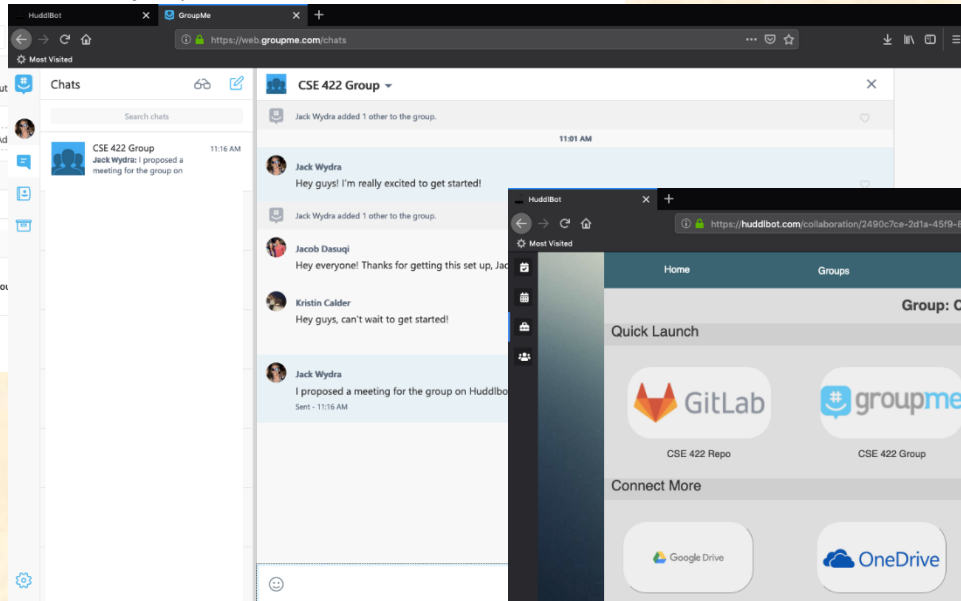 HuddlBot
GroupMe
https://web.groupme.com/chats
Most Visited
Chats
Search chats
CSE 422 Group
11:16 AM
Jack Wydra: I proposed a
meeting for the group on
CSE 422 Group
Jack Wydra added 1 other to the group.
11:01 AM
Jack Wydra
Hey guys! I'm really excited to get started!
Jack Wydra added 1 other to the group.
Jacob Dasuqi
Hey everyone! Thanks for getting this set up, Jac
Kristin Calder
Hey guys, can't wait to get started!
Jack Wydra
I proposed a meeting for the group on Huddlbo
Sent - 11:16 AM
HuddlBot
https://huddlbot.com/collaboration/2490c7ce-2d1a-45f9-8
Most Visited
Home
Groups
Group: C
Quick Launch
GitLab
groupme
CSE 422 Repo
CSE 422 Group
Connect More
Google Drive
OneDrive